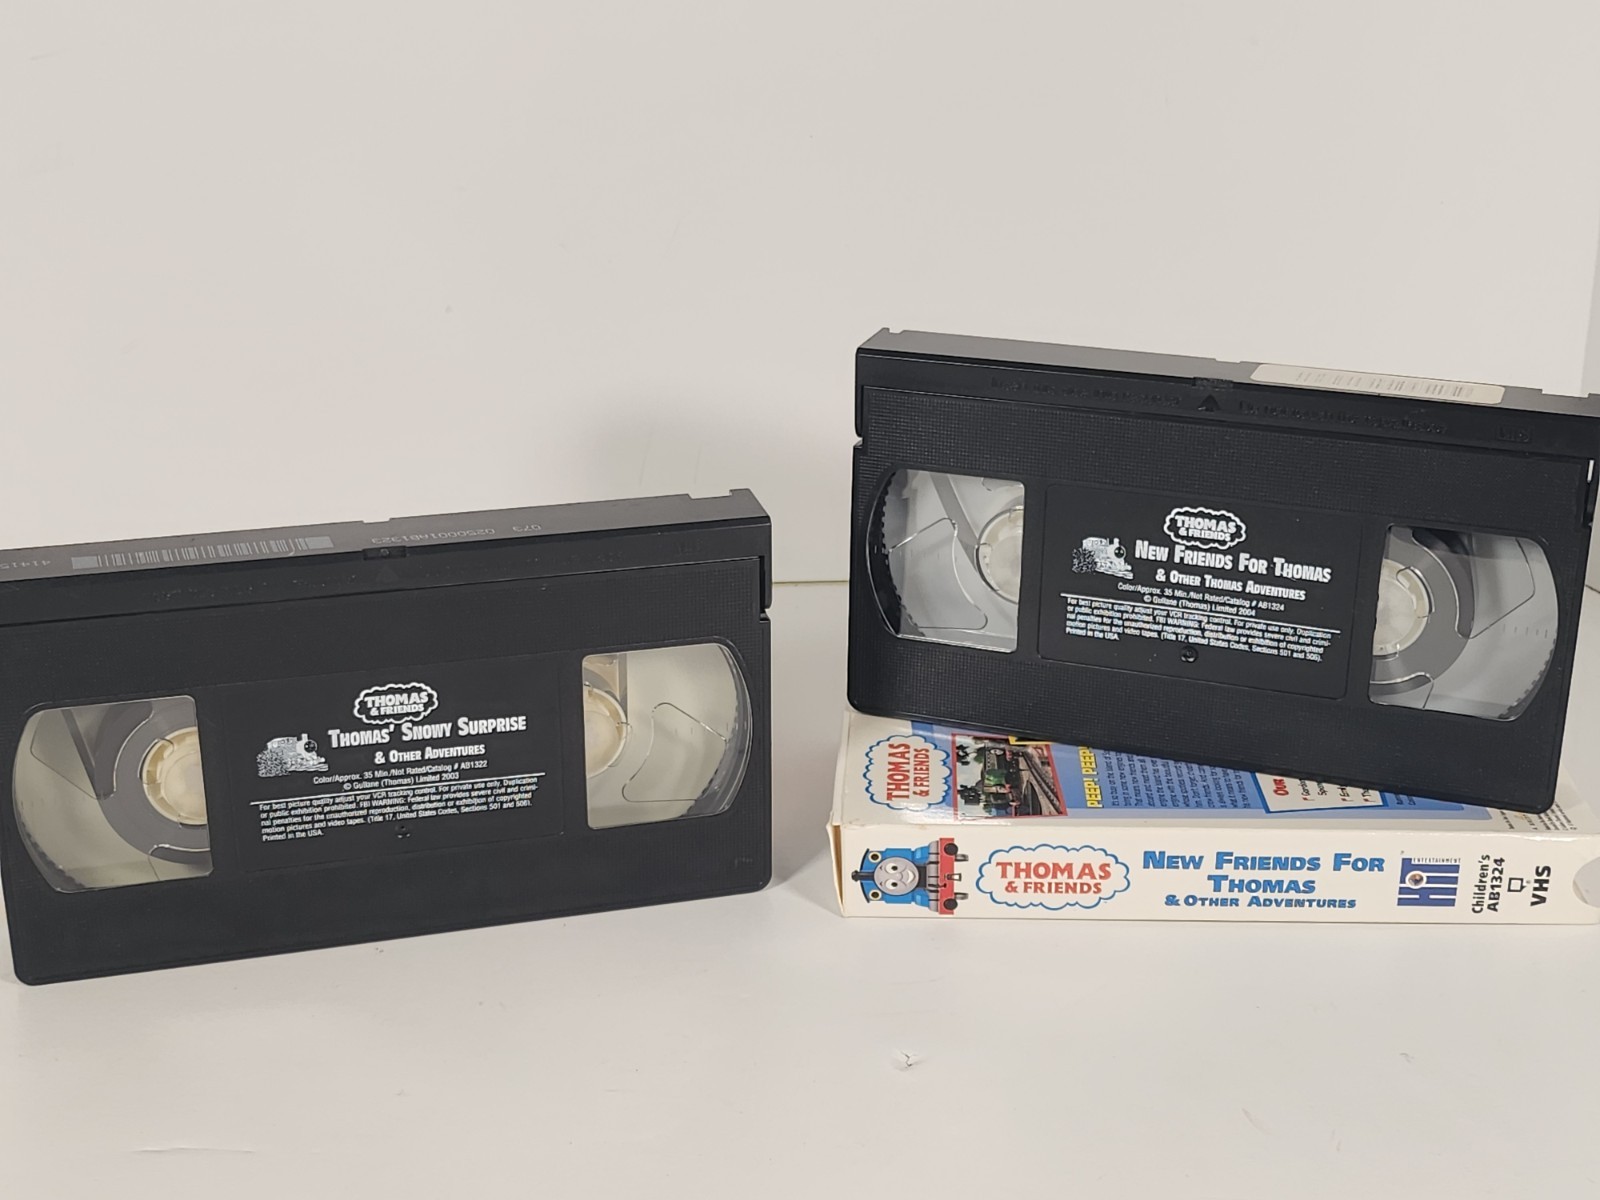 Q73 Q25D001NAB1323
THOMAS
& FRIENDS
THOMAS' SNOWY SURPRISE
& OTHER ADVENTURES
Color/Approx. 35 Min./Not Rated/Catalog # AB1322
© Gullane (Thomas) Limited 2003
For best picture quality adjust your VCR tracking control. For private use only. Duplication
or public exhibition prohibited. FBI WARNING: Federal law provides severe civil and crimi-
nal penalties for the unauthorized reproduction, distribution or exhibition of copyrighted
motion pictures and video tapes. (Title 17, United States Codes, Sections 501 and 506).
Printed in the USA.
THOMAS
& FRIENDS
NEW FRIENDS FOR THOMAS
& OTHER THOMAS ADVENTURES
Color/Approx. 35 Min./Not Rated/Catalog # AB1324
© Gullane (Thomas) Limited 2004
For best picture quality adjust your VCR tracking control. For private use only. Duplication
or public exhibition prohibited. FBI WARNING: Federal law provides severe civil and crimi-
nal penalties for the unauthorized reproduction, distribution or exhibition of copyrighted
motion pictures and video tapes. (Title 17, United States Codes, Sections 501 and 506).
Printed in the USA.
THOMAS
& FRIENDS
PEEP! PEEP!
OUR
THOMAS
& FRIENDS
NEW FRIENDS FOR
THOMAS
& OTHER ADVENTURES
HiT
ENTERTAINMENT
Children's
AB1324
VHS